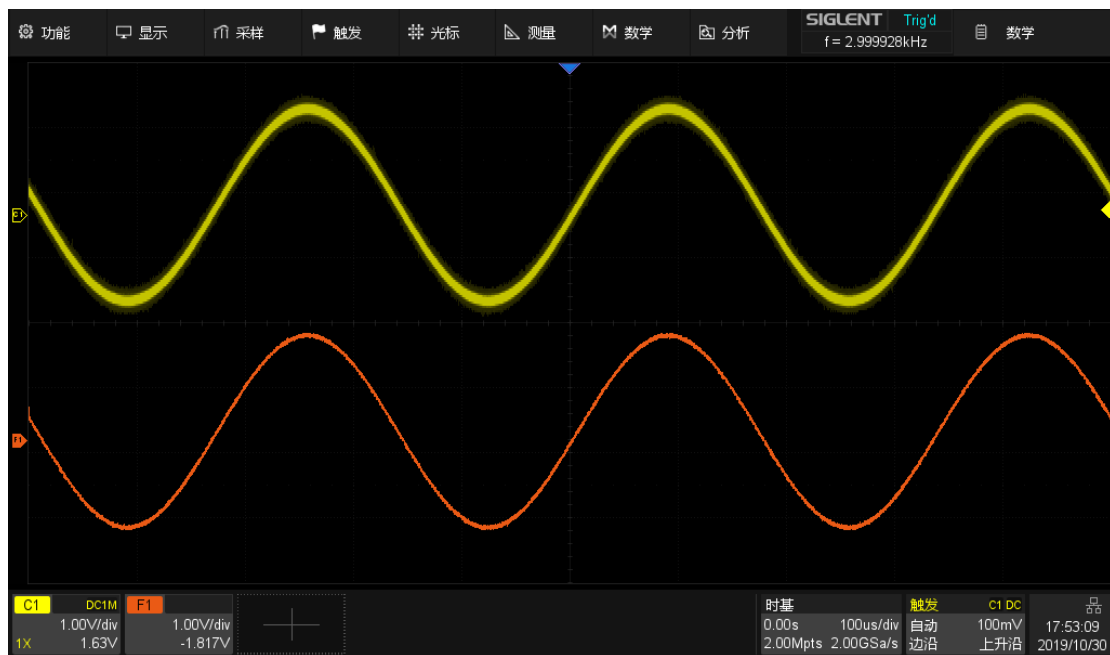 功能 显示 采样 触发 光标 测量 数学 分析 SIGLENT Trig'd 数学
f = 2.999928kHz
C1
F1
C1 DC1M F1 时基 触发 C1 DC
1.00V/div 1.00V/div 0.00s 100us/div 自动 100mV 17:53:09
1X 1.63V -1.817V 2.00Mpts 2.00GSa/s 边沿 上升沿 2019/10/30